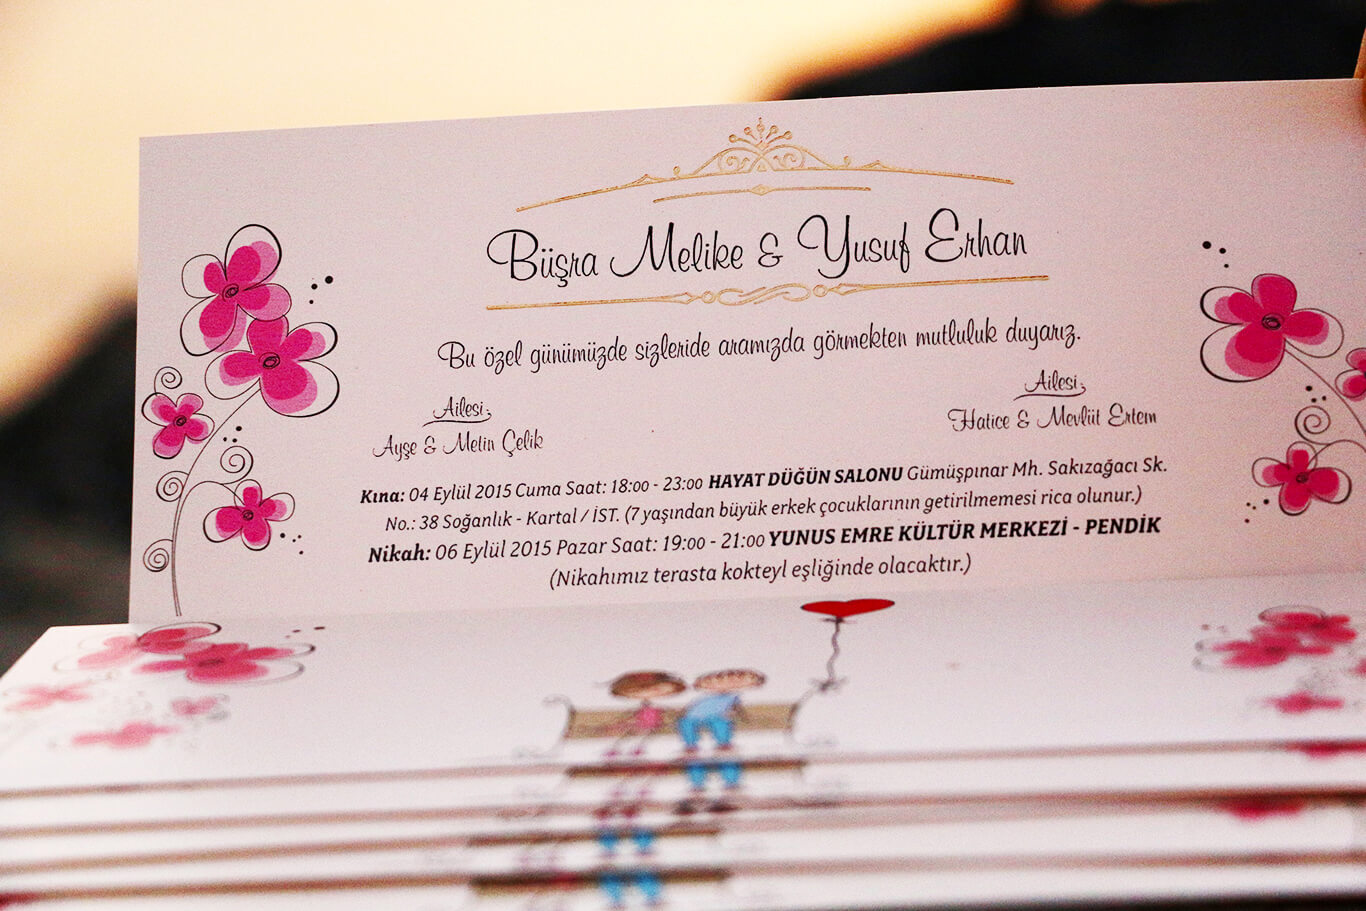 Büşra Melike & Yusuf Erhan
Bu özel günümüzde sizleride aramızda görmekten mutluluk duyarız.
Ailesi
Ayşe & Metin Çelik
Ailesi
Hatice & Mevlüt Ertem
Kına: 04 Eylül 2015 Cuma Saat: 18:00 - 23:00 HAYAT DÜĞÜN SALONU Gümüşpınar Mh. Sakızağacı Sk.
No.: 38 Soğanlık - Kartal / İST. (7 yaşından büyük erkek çocuklarının getirilmemesi rica olunur.)
Nikah: 06 Eylül 2015 Pazar Saat: 19:00 - 21:00 YUNUS EMRE KÜLTÜR MERKEZİ - PENDİK
(Nikahımız terasta kokteyl eşliğinde olacaktır.)